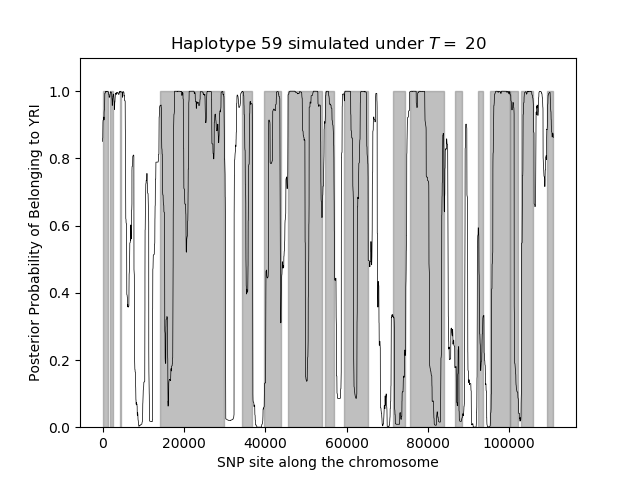 Haplotype 59 simulated under T = 20
Posterior Probability of Belonging to YRI
1.0
0.8
0.6
0.4
0.2
0.0
0 20000 40000 60000 80000 100000
SNP site along the chromosome